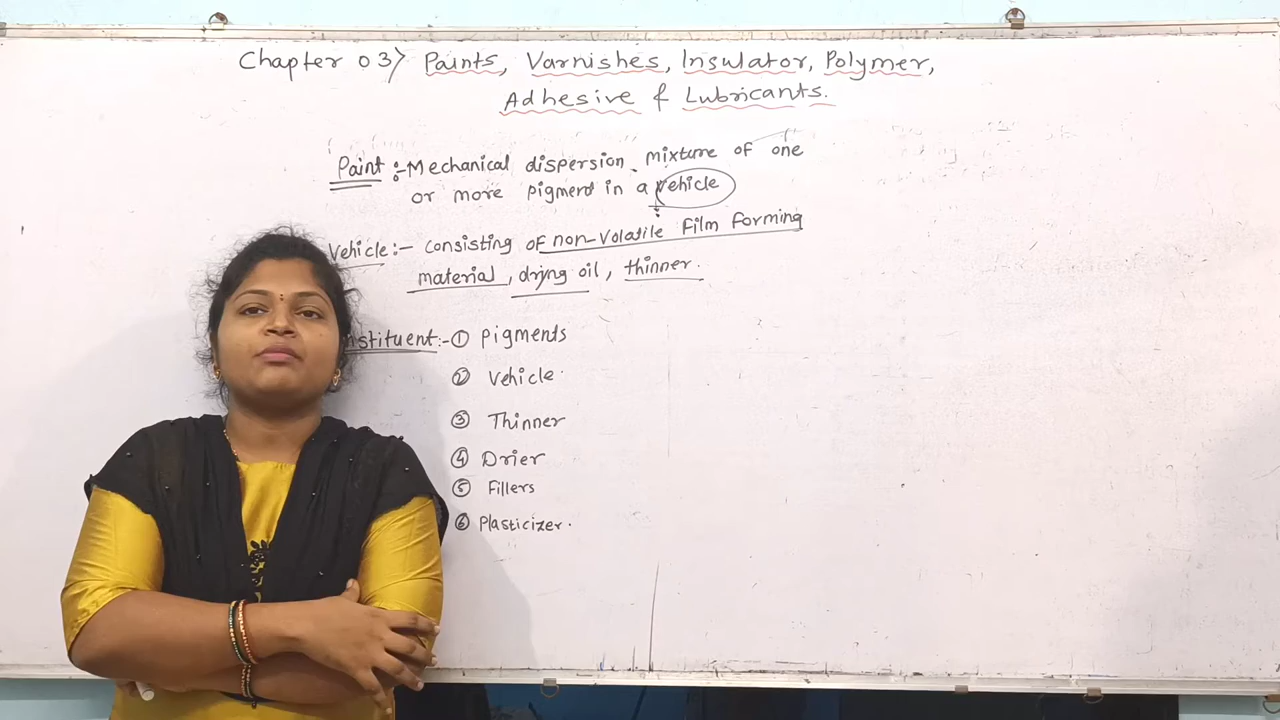 Chapter 03> Paints, Varnishes, Insulator, Polymer,
Adhesive & Lubricants.
Paint :- Mechanical dispersion mixture of one
or more pigment in a vehicle
Vehicle :- consisting of non-volatile film forming
material, drying oil, thinner.
nstituent:- ① Pigments
② Vehicle.
③ Thinner
④ Drier
⑤ Fillers
⑥ Plasticizer.